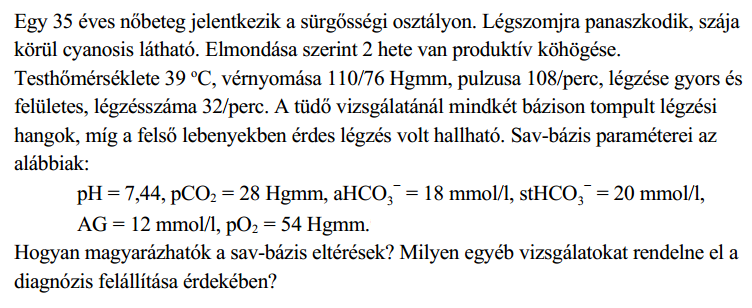 Egy 35 éves nőbeteg jelentkezik a sürgősségi osztályon. Légszomjra panaszkodik, szája
körül cyanosis látható. Elmondása szerint 2 hete van produktív köhögése.
Testhőmérséklete 39 ºC, vérnyomása 110/76 Hgmm, pulzusa 108/perc, légzése gyors és
felületes, légzésszáma 32/perc. A tüdő vizsgálatánál mindkét bázison tompult légzési
hangok, míg a felső lebenyekben érdes légzés volt hallható. Sav-bázis paraméterei az
alábbiak:
pH = 7,44, pCO₂ = 28 Hgmm, aHCO₃⁻ = 18 mmol/l, stHCO₃⁻ = 20 mmol/l,
AG = 12 mmol/l, pO₂ = 54 Hgmm.
Hogyan magyarázhatók a sav-bázis eltérések? Milyen egyéb vizsgálatokat rendelne el a
diagnózis felállítása érdekében?